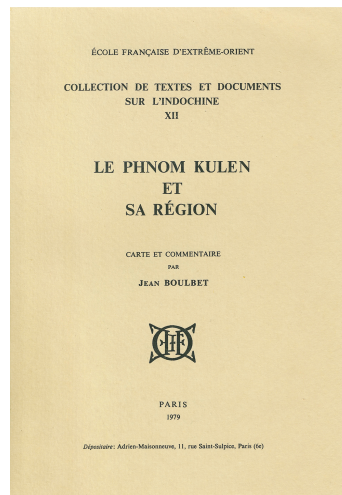 ÉCOLE FRANÇAISE D'EXTRÊME-ORIENT
COLLECTION DE TEXTES ET DOCUMENTS
SUR L'INDOCHINE
XII
LE PHNOM KULEN
ET
SA RÉGION
CARTE ET COMMENTAIRE
PAR
JEAN BOULBET
PARIS
1979
Dépositaire: Adrien-Maisonneuve, 11, rue Saint-Sulpice, Paris (6e)